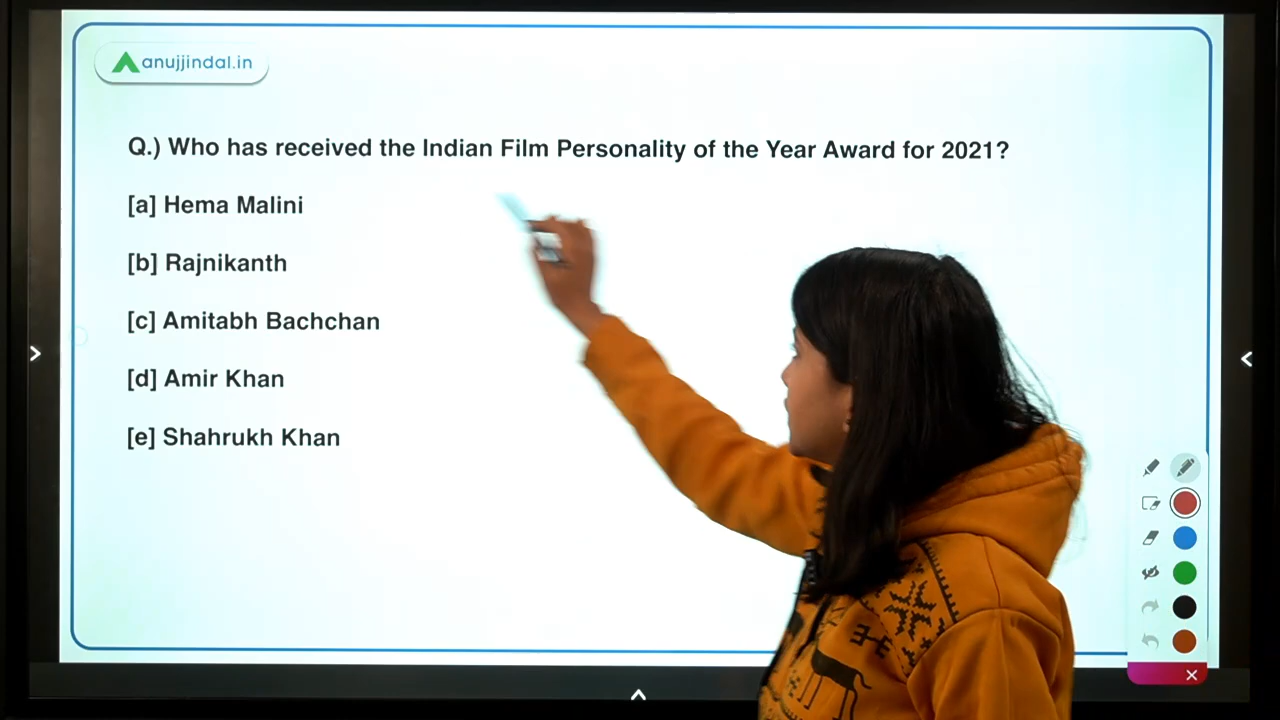 anujjindal.in
Q.) Who has received the Indian Film Personality of the Year Award for 2021?
[a] Hema Malini
[b] Rajnikanth
[c] Amitabh Bachchan
[d] Amir Khan
[e] Shahrukh Khan